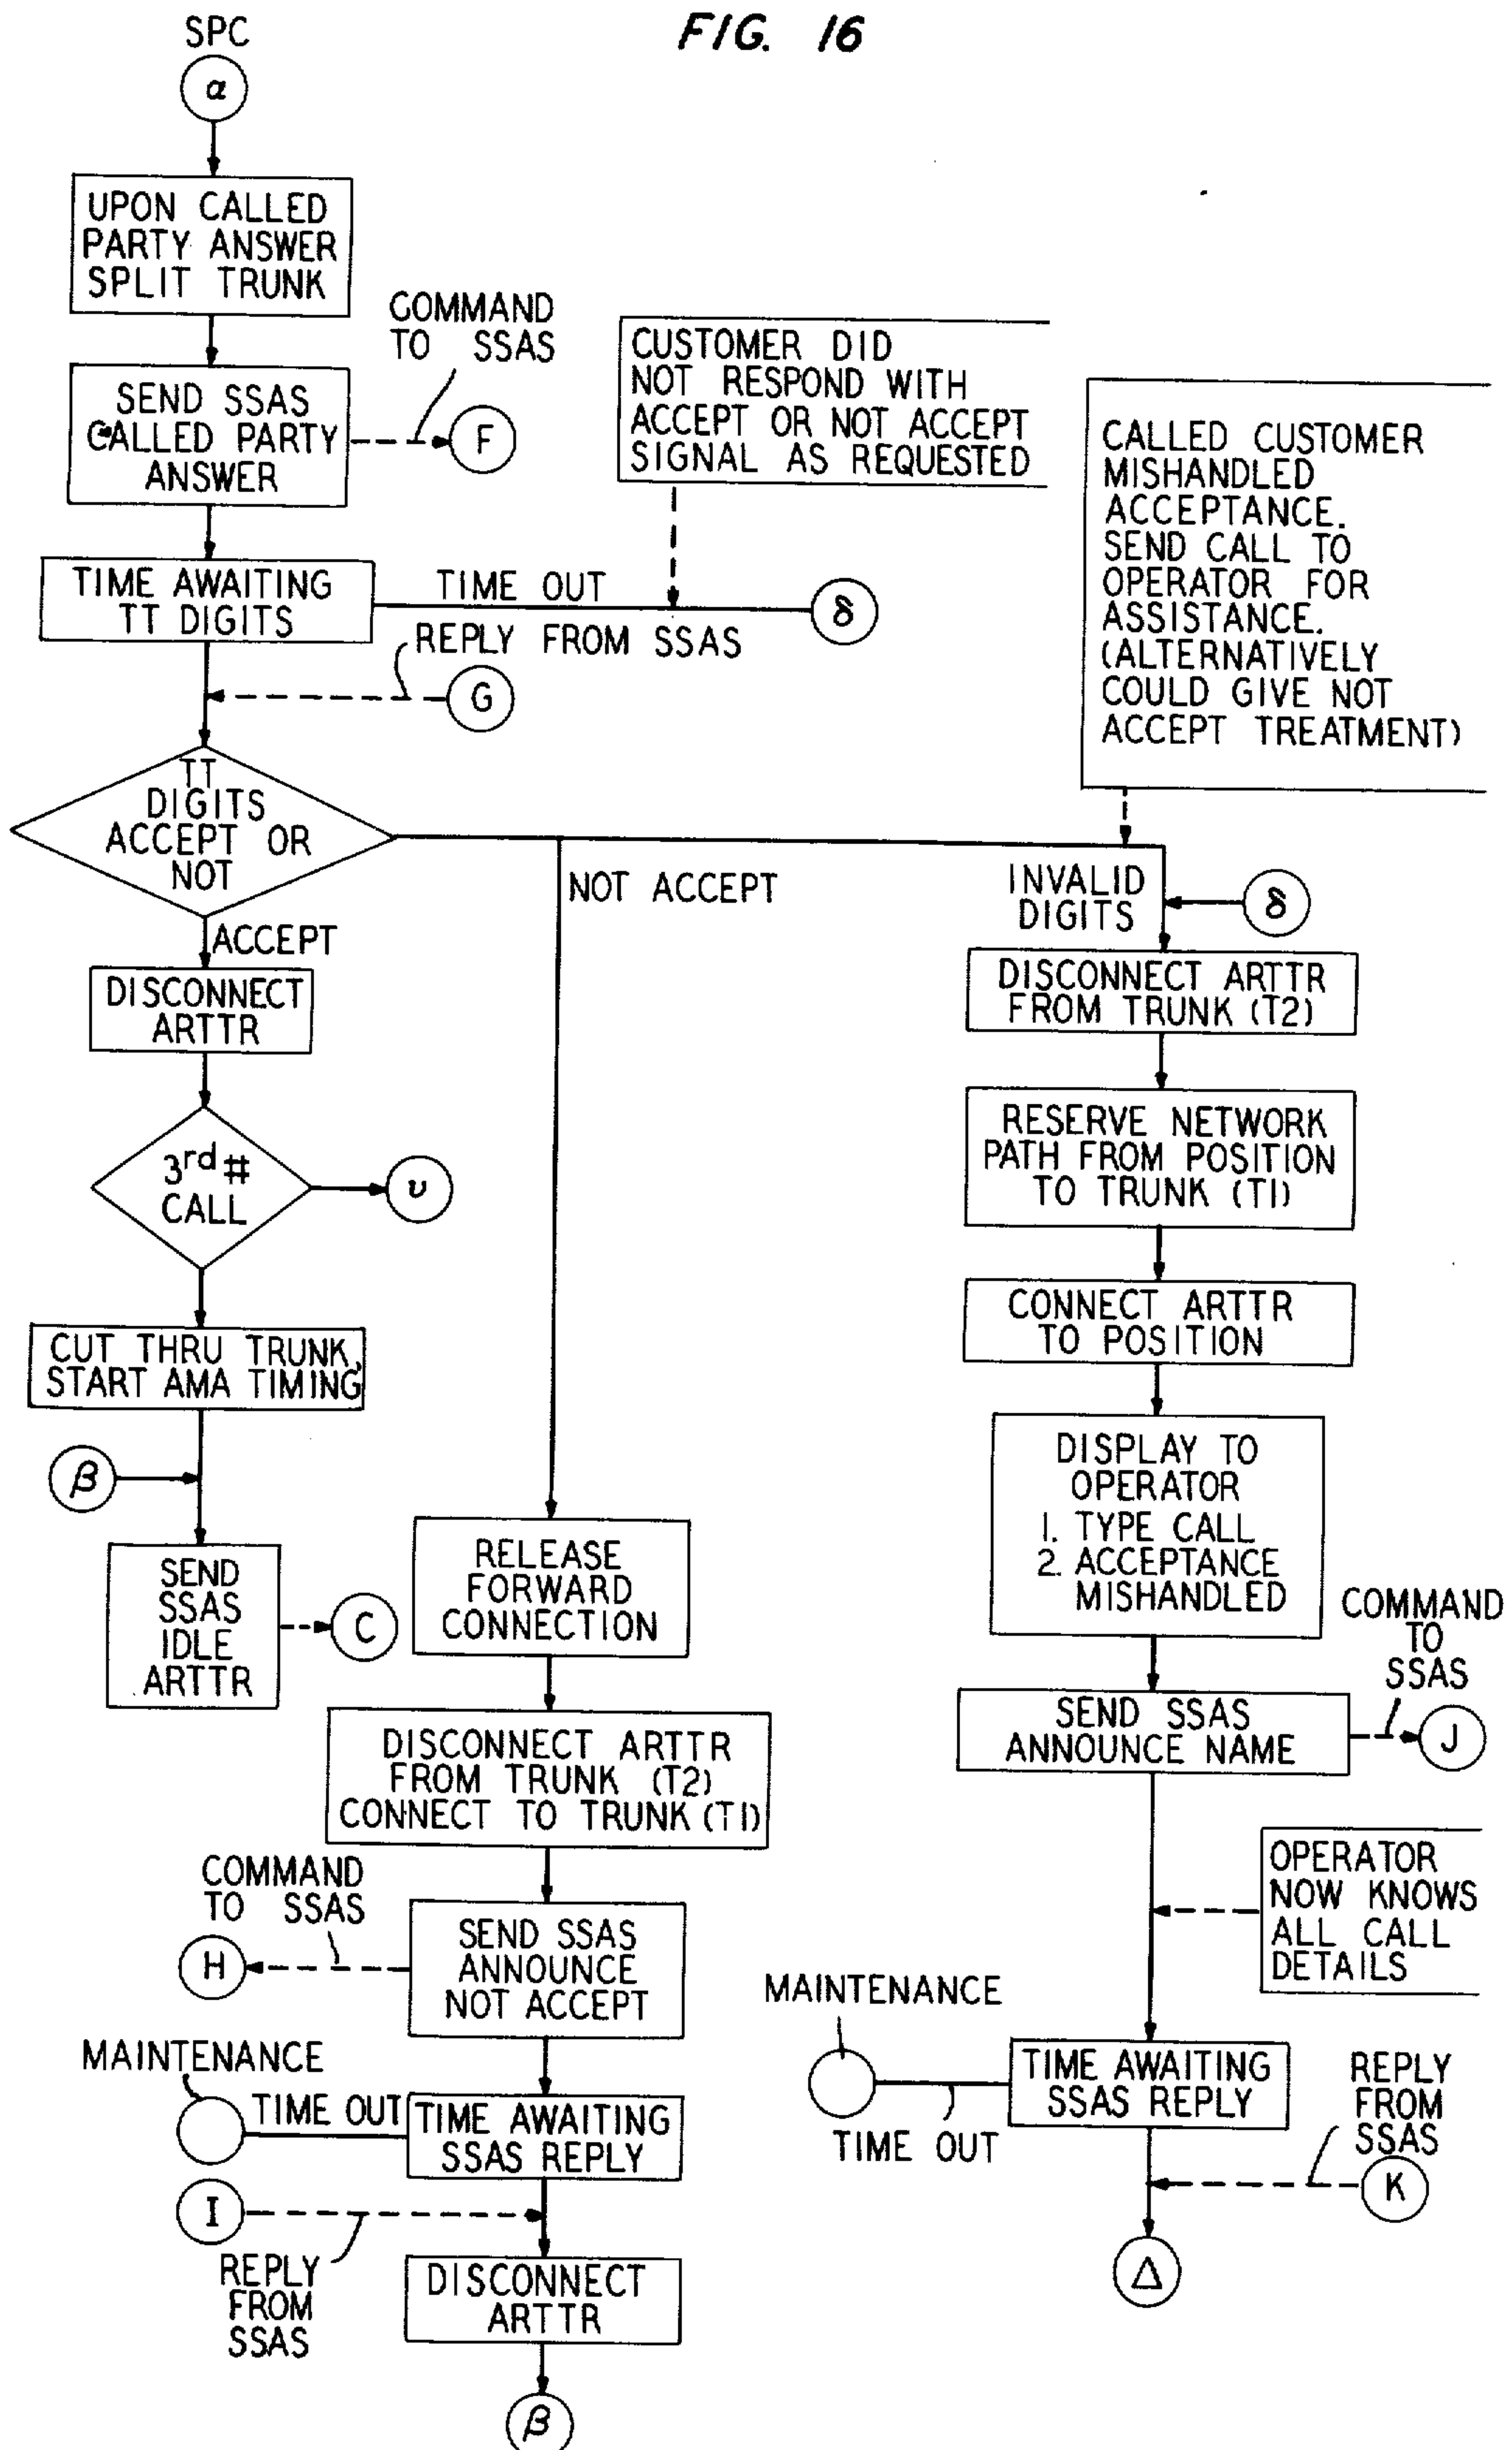 FIG. 16
SPC
α
UPON CALLED
PARTY ANSWER
SPLIT TRUNK
SEND SSAS
CALLED PARTY
ANSWER
COMMAND
TO SSAS
F
CUSTOMER DID
NOT RESPOND WITH
ACCEPT OR NOT ACCEPT
SIGNAL AS REQUESTED
CALLED CUSTOMER
MISHANDLED
ACCEPTANCE.
SEND CALL TO
OPERATOR FOR
ASSISTANCE.
(ALTERNATIVELY
COULD GIVE NOT
ACCEPT TREATMENT)
TIME AWAITING
TT DIGITS
TIME OUT
δ
REPLY FROM SSAS
G
TT
DIGITS
ACCEPT OR
NOT
NOT ACCEPT
INVALID
DIGITS
δ
ACCEPT
DISCONNECT
ARTTR
3rd #
CALL
υ
CUT THRU TRUNK,
START AMA TIMING
β
SEND
SSAS
IDLE
ARTTR
C
RELEASE
FORWARD
CONNECTION
DISCONNECT ARTTR
FROM TRUNK (T2)
CONNECT TO TRUNK (T1)
COMMAND
TO SSAS
H
SEND SSAS
ANNOUNCE
NOT ACCEPT
MAINTENANCE
TIME OUT
TIME AWAITING
SSAS REPLY
I
REPLY
FROM
SSAS
DISCONNECT
ARTTR
β
DISCONNECT ARTTR
FROM TRUNK (T2)
RESERVE NETWORK
PATH FROM POSITION
TO TRUNK (T1)
CONNECT ARTTR
TO POSITION
DISPLAY TO
OPERATOR
1. TYPE CALL
2. ACCEPTANCE
MISHANDLED
COMMAND
TO
SSAS
SEND SSAS
ANNOUNCE NAME
J
OPERATOR
NOW KNOWS
ALL CALL
DETAILS
MAINTENANCE
TIME OUT
TIME AWAITING
SSAS REPLY
REPLY
FROM
SSAS
K
Δ